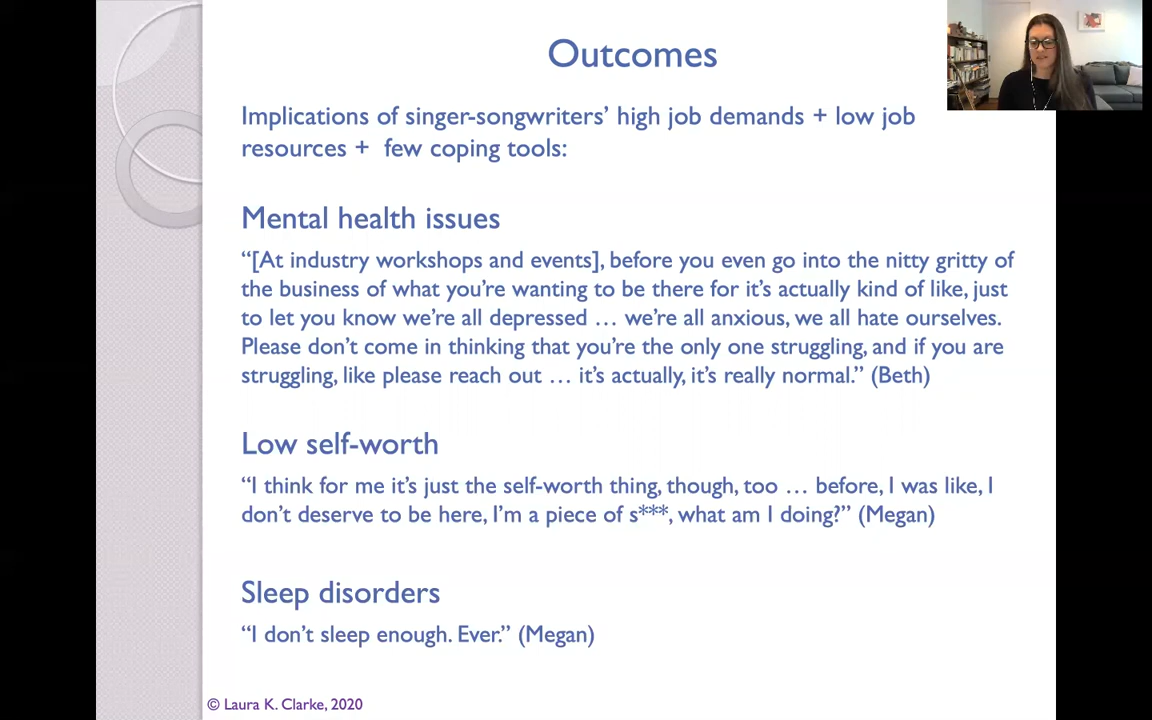 Outcomes
Implications of singer-songwriters’ high job demands + low job
resources + few coping tools:
Mental health issues
“[At industry workshops and events], before you even go into the nitty gritty of
the business of what you’re wanting to be there for it’s actually kind of like, just
to let you know we’re all depressed … we’re all anxious, we all hate ourselves.
Please don’t come in thinking that you’re the only one struggling, and if you are
struggling, like please reach out … it’s actually, it’s really normal.” (Beth)
Low self-worth
“I think for me it’s just the self-worth thing, though, too … before, I was like, I
don’t deserve to be here, I’m a piece of s***, what am I doing?” (Megan)
Sleep disorders
“I don’t sleep enough. Ever.” (Megan)
© Laura K. Clarke, 2020